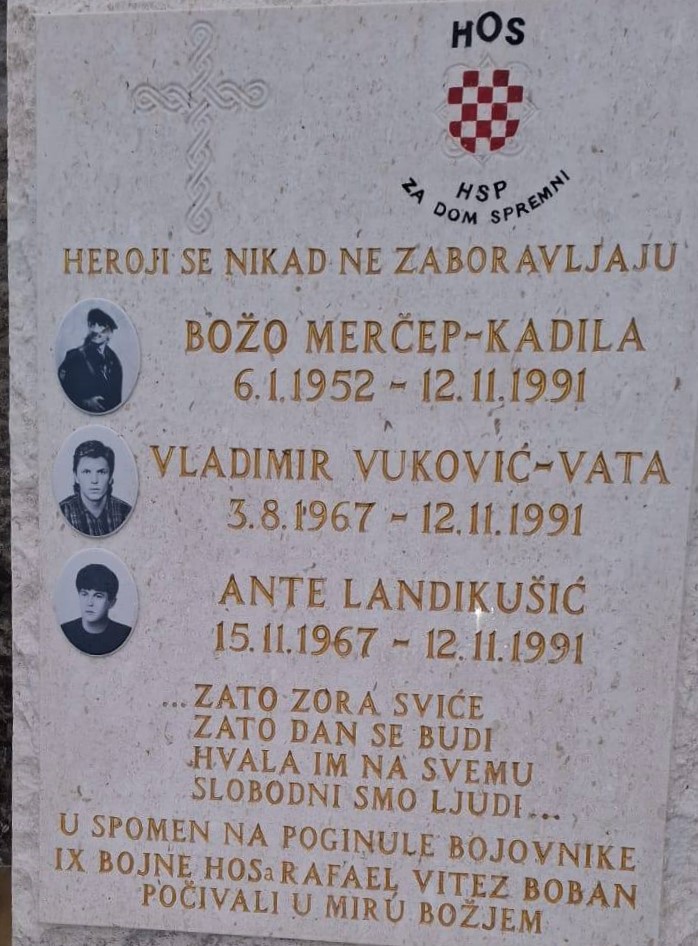 HOS
HSP
ZA DOM SPREMNI
HEROJI SE NIKAD NE ZABORAVLJAJU
BOŽO MERČEP-KADILA
6.1.1952 - 12.11.1991
VLADIMIR VUKOVIĆ-VATA
3.8.1967 - 12.11.1991
ANTE LANDIKUŠIĆ
15.11.1967 - 12.11.1991
...ZATO ZORA SVIĆE
ZATO DAN SE BUDI
HVALA IM NA SVEMU
SLOBODNI SMO LJUDI...
U SPOMEN NA POGINULE BOJOVNIKE
IX BOJNE HOSa RAFAEL VITEZ BOBAN
POČIVALI U MIRU BOŽJEM